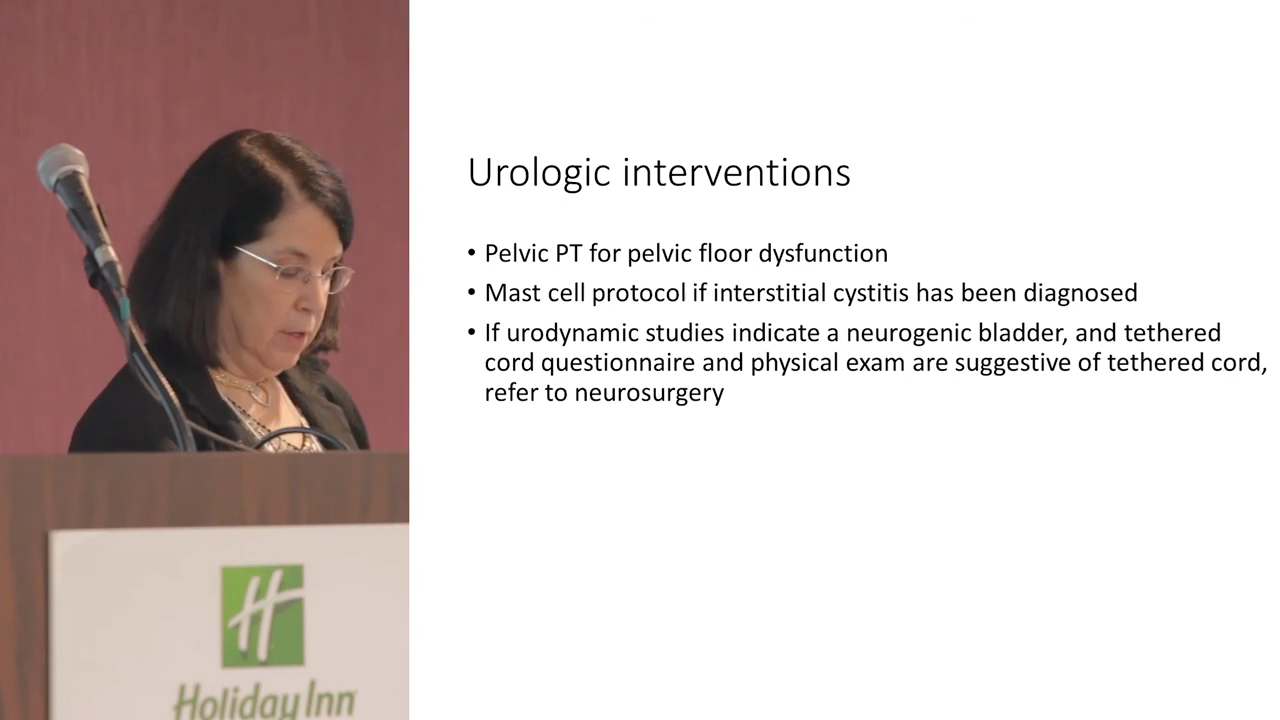 Urologic interventions
• Pelvic PT for pelvic floor dysfunction
• Mast cell protocol if interstitial cystitis has been diagnosed
• If urodynamic studies indicate a neurogenic bladder, and tethered
cord questionnaire and physical exam are suggestive of tethered cord,
refer to neurosurgery
H
Holiday Inn